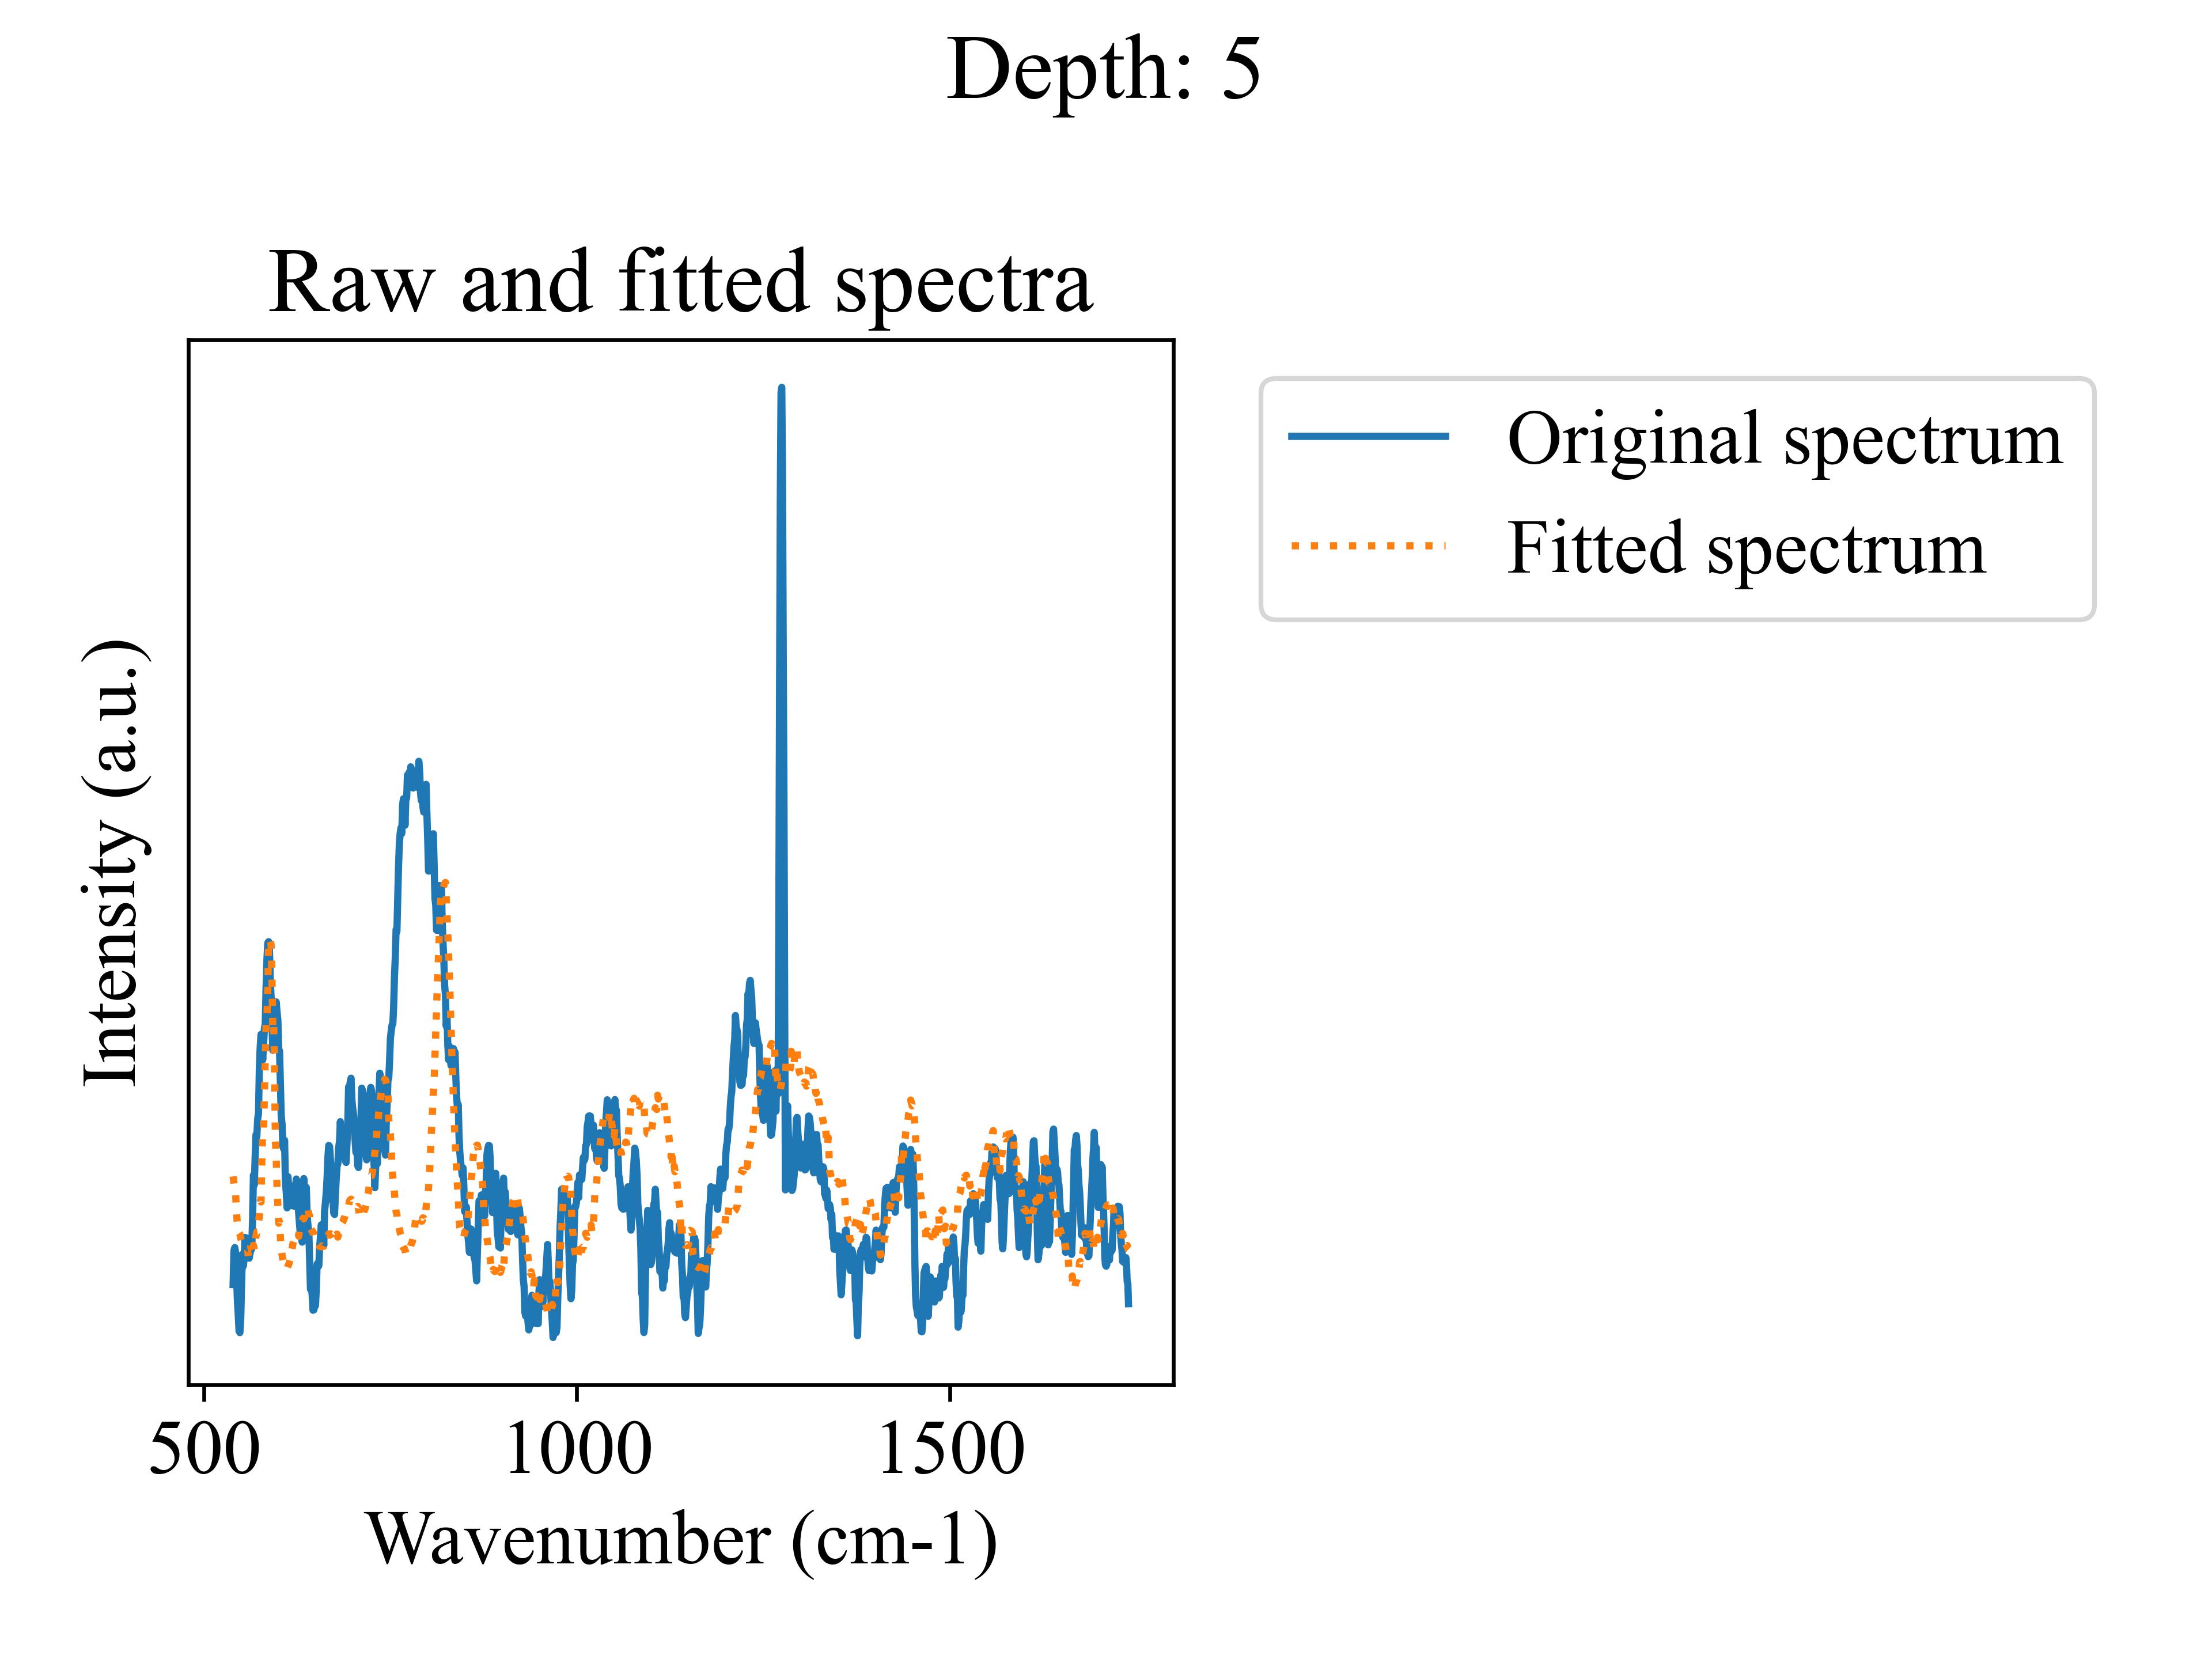 Depth: 5
Raw and fitted spectra
Original spectrum
Fitted spectrum
Intensity (a.u.)
500 1000 1500
Wavenumber (cm-1)